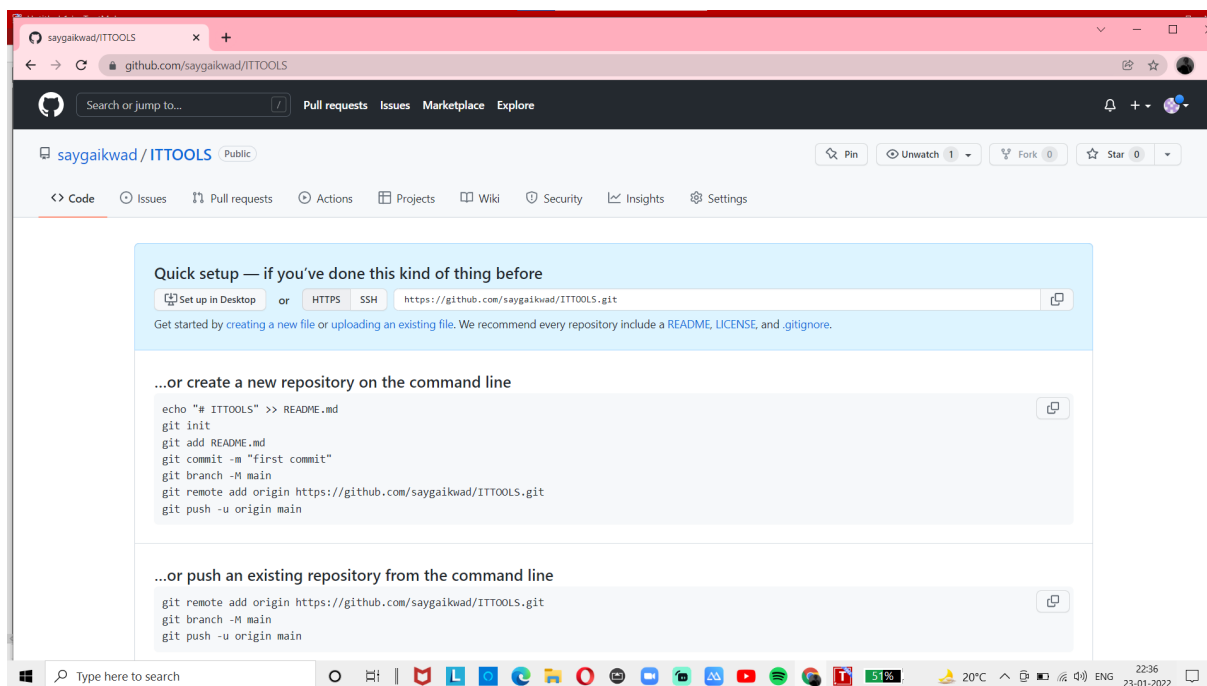 saygaikwad/ITTOOLS
github.com/saygaikwad/ITTOOLS
Search or jump to... / Pull requests Issues Marketplace Explore
saygaikwad / ITTOOLS Public Pin Unwatch 1 Fork 0 Star 0
Code Issues Pull requests Actions Projects Wiki Security Insights Settings
Quick setup — if you've done this kind of thing before
Set up in Desktop or HTTPS SSH https://github.com/saygaikwad/ITTOOLS.git
Get started by creating a new file or uploading an existing file. We recommend every repository include a README, LICENSE, and .gitignore.
...or create a new repository on the command line
echo "# ITTOOLS" >> README.md
git init
git add README.md
git commit -m "first commit"
git branch -M main
git remote add origin https://github.com/saygaikwad/ITTOOLS.git
git push -u origin main
...or push an existing repository from the command line
git remote add origin https://github.com/saygaikwad/ITTOOLS.git
git branch -M main
git push -u origin main
Type here to search L T 51% 20°C ENG 22:36
23-01-2022